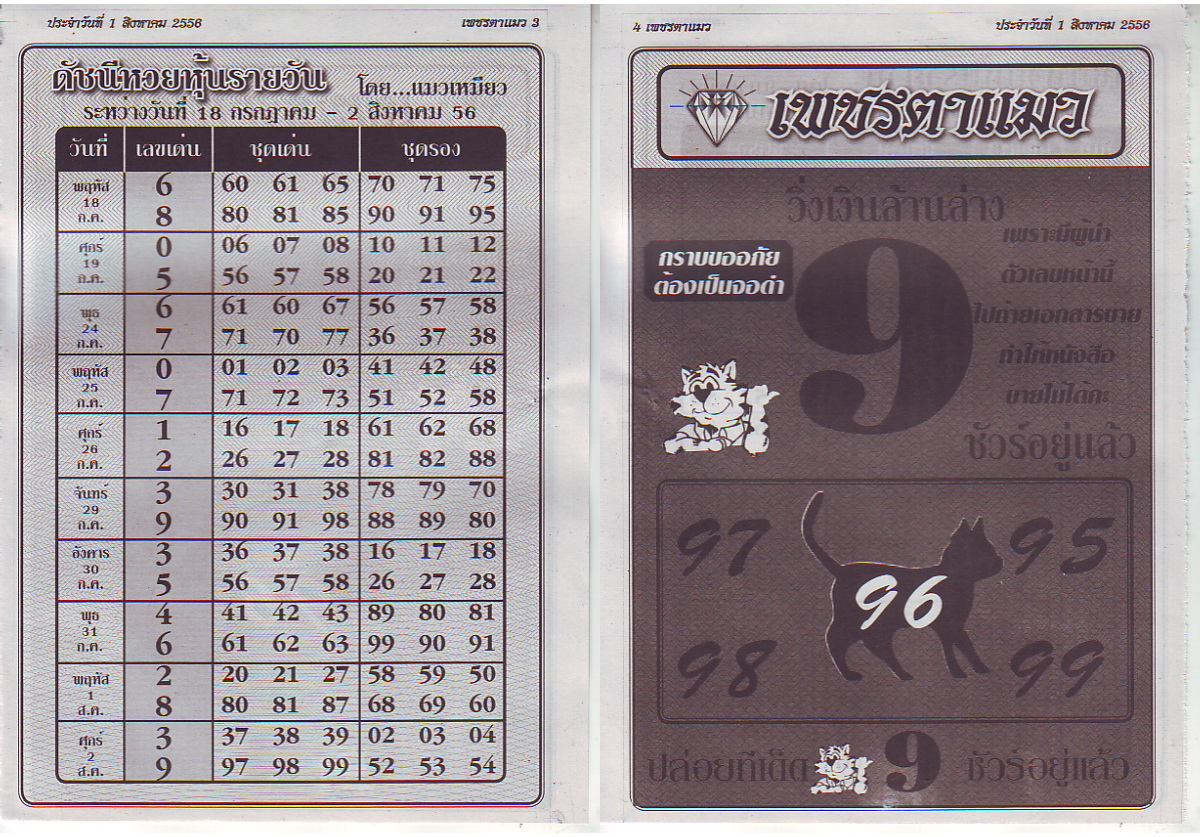 ประจำวันที่ 1 สิงหาคม 2556
เพชรตาแมว 3
ดัชนีหวยหุ้นรายวัน
โดย...แมวเหมียว
ระหว่างวันที่ 18 กรกฎาคม - 2 สิงหาคม 56
วันที่ เลขเด่น ชุดเด่น ชุดรอง
พฤหัส 18 ก.ค.
6 60 61 65 70 71 75
8 80 81 85 90 91 95
ศุกร์ 19 ก.ค.
0 06 07 08 10 11 12
5 56 57 58 20 21 22
พุธ 24 ก.ค.
6 61 60 67 56 57 58
7 71 70 77 36 37 38
พฤหัส 25 ก.ค.
0 01 02 03 41 42 48
7 71 72 73 51 52 58
ศุกร์ 26 ก.ค.
1 16 17 18 61 62 68
2 26 27 28 81 82 88
จันทร์ 29 ก.ค.
3 30 31 38 78 79 70
9 90 91 98 88 89 80
อังคาร 30 ก.ค.
3 36 37 38 16 17 18
5 56 57 58 26 27 28
พุธ 31 ก.ค.
4 41 42 43 89 80 81
6 61 62 63 99 90 91
พฤหัส 1 ส.ค.
2 20 21 27 58 59 50
8 80 81 87 68 69 60
ศุกร์ 2 ส.ค.
3 37 38 39 02 03 04
9 97 98 99 52 53 54
4 เพชรตาแมว
ประจำวันที่ 1 สิงหาคม 2556
เพชรตาแมว
วิ่งเงินล้านล่าง
กราบขออภัย
ต้องเป็นจอดำ
9
เพราะมีผู้นำ
ตัวเลขหน้านี้
ไปถ่ายเอกสารขาย
ทำให้หนังสือ
ขายไม่ได้คะ
ชัวร์อยู่แล้ว
97 95
96
98 99
ปล่อยทีเด็ด 9 ชัวร์อยู่แล้ว